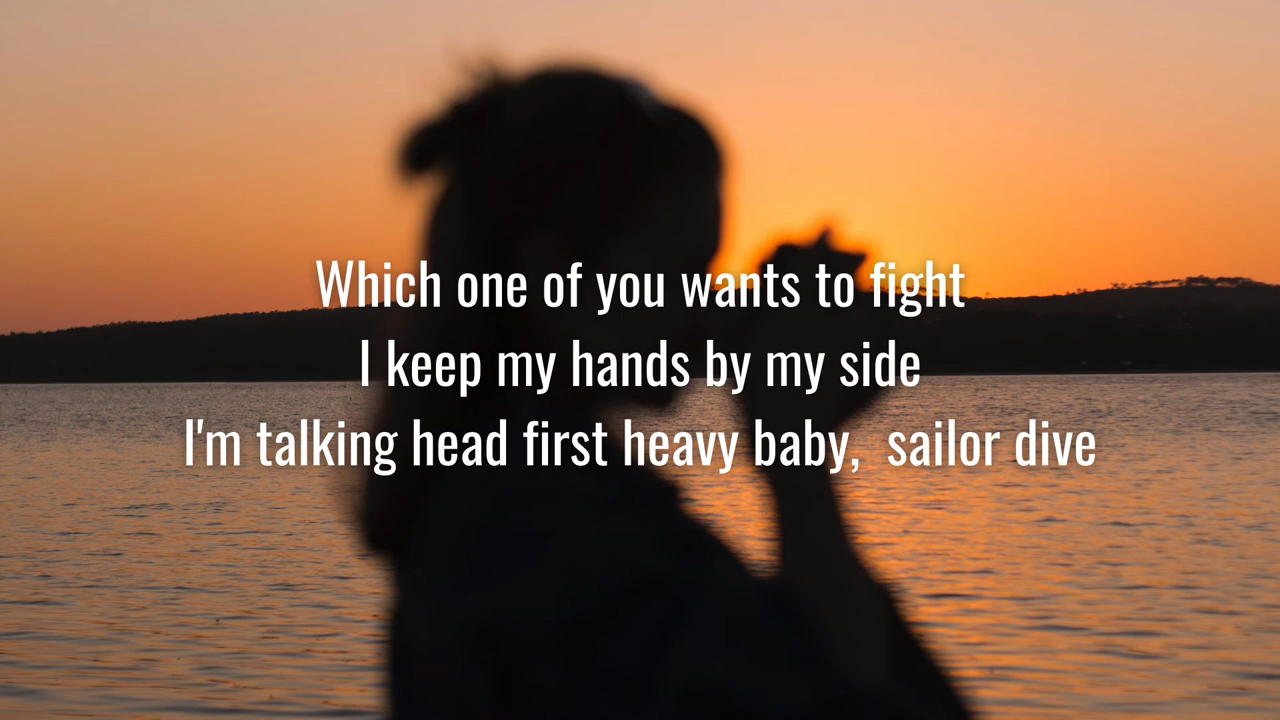 Which one of you wants to fight
I keep my hands by my side
I'm talking head first heavy baby,  sailor dive